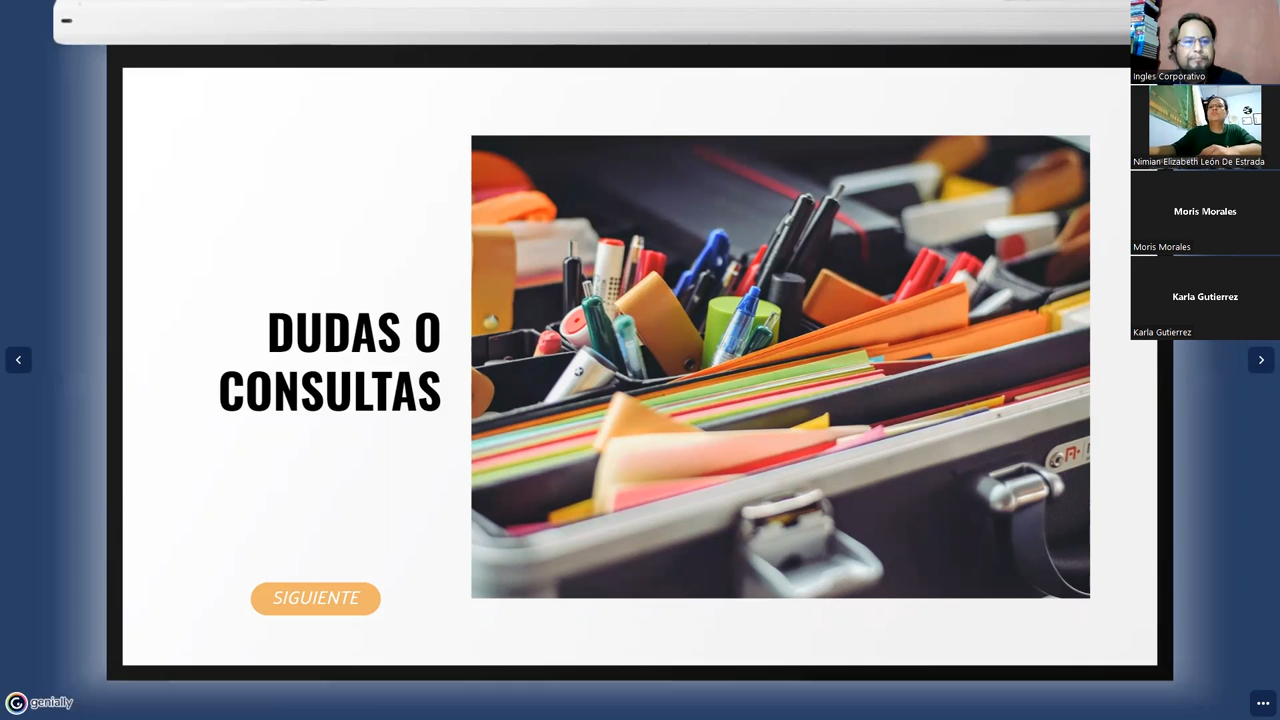 DUDAS O
CONSULTAS
SIGUIENTE
Ingles Corporativo
Nimian Elizabeth León De Estrada
Moris Morales
Moris Morales
Karla Gutierrez
Karla Gutierrez
genially